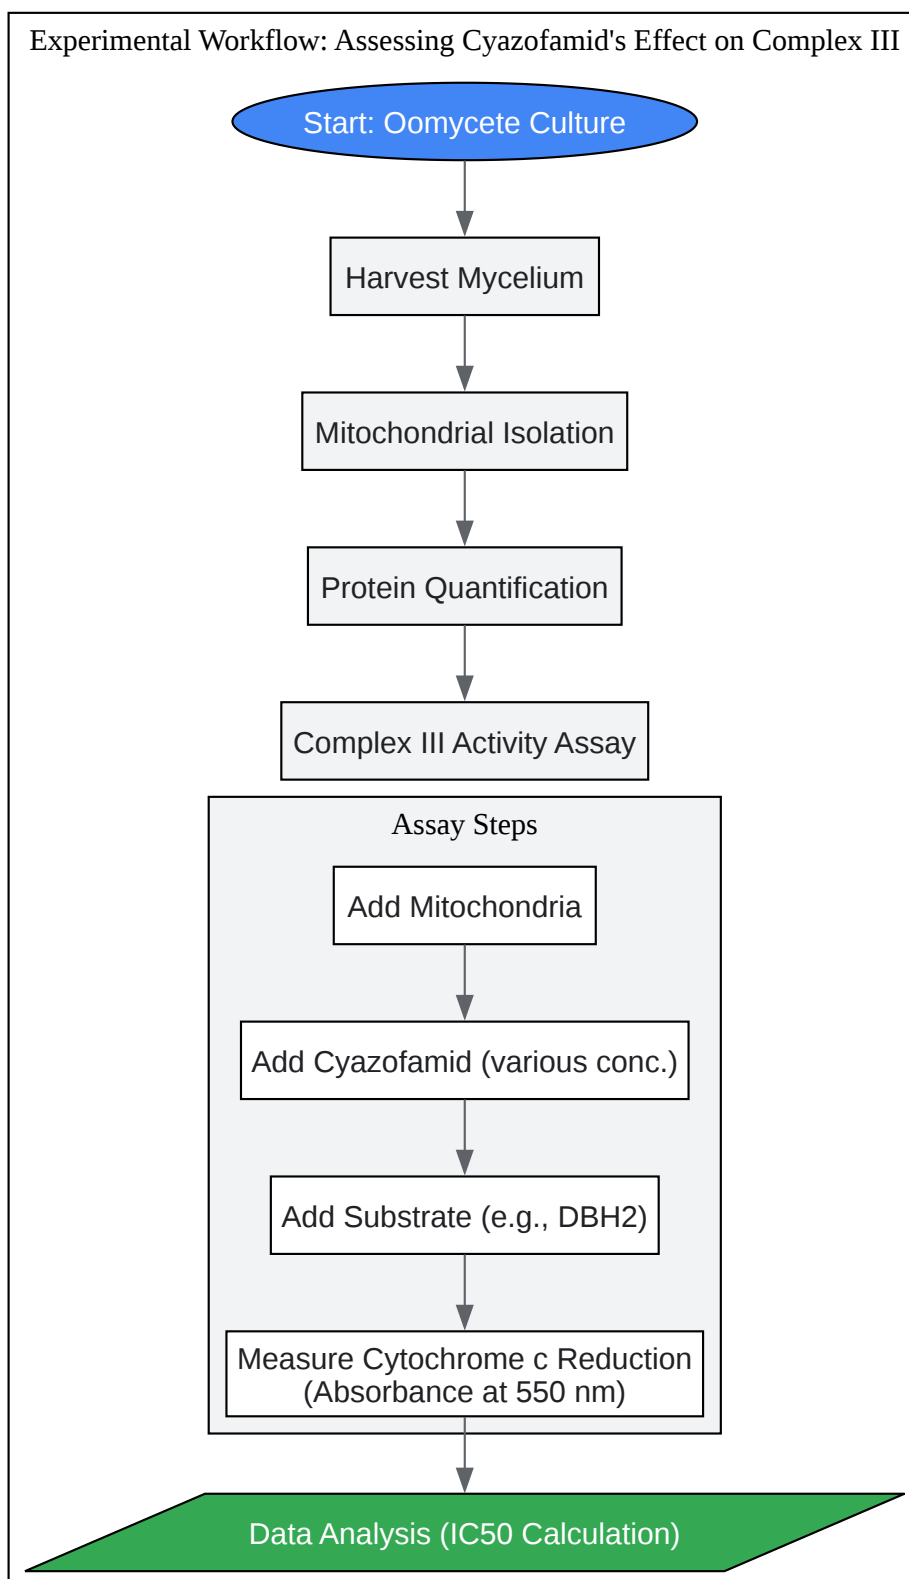 Experimental Workflow: Assessing Cyazofamid's Effect on Complex III
Start: Oomycete Culture
Harvest Mycelium
Mitochondrial Isolation
Protein Quantification
Complex III Activity Assay
Assay Steps
Add Mitochondria
Add Cyazofamid (various conc.)
Add Substrate (e.g., DBH2)
Measure Cytochrome c Reduction
(Absorbance at 550 nm)
Data Analysis (IC50 Calculation)